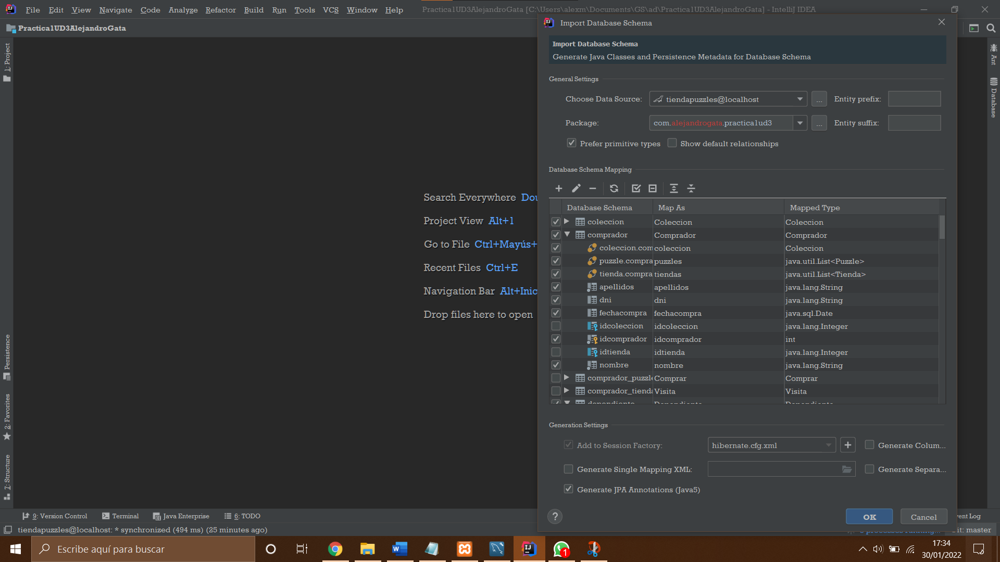 File Edit View Navigate Code Analyze Refactor Build Run Tools VCS Window Help
Practica1UD3AlejandroGata [C:\Users\alexm\Documents\GS\ad\Practica1UD3AlejandroGata] - IntelliJ IDEA
Practica1UD3AlejandroGata
1: Project
Persistence
2: Favorites
7: Structure
Search Everywhere Dou
Project View Alt+1
Go to File Ctrl+Mayús+
Recent Files Ctrl+E
Navigation Bar Alt+Inic
Drop files here to open
Import Database Schema
Import Database Schema
Generate Java Classes and Persistence Metadata for Database Schema
General Settings
Choose Data Source: tiendapuzzles@localhost ... Entity prefix:
Package: com.alejandrogata.practica1ud3 ... Entity suffix:
Prefer primitive types Show default relationships
Database Schema Mapping
Database Schema Map As Mapped Type
coleccion Coleccion Coleccion
comprador Comprador Comprador
coleccion.com coleccion Coleccion
puzzle.compra puzzles java.util.List<Puzzle>
tienda.compra tiendas java.util.List<Tienda>
apellidos apellidos java.lang.String
dni dni java.lang.String
fechacompra fechacompra java.sql.Date
idcoleccion idcoleccion java.lang.Integer
idcomprador idcomprador int
idtienda idtienda java.lang.Integer
nombre nombre java.lang.String
comprador_puzzle Comprar Comprar
comprador_tienda Visita Visita
dependiente Dependiente Dependiente
Generation Settings
Add to Session Factory: hibernate.cfg.xml Generate Colum...
Generate Single Mapping XML: Generate Separa...
Generate JPA Annotations (Java5)
? OK Cancel
Ant
Database
9: Version Control Terminal Java Enterprise 6: TODO
vent Log
tiendapuzzles@localhost: * synchronized (494 ms) (25 minutes ago)
processes running... it: master
Escribe aquí para buscar
1
17:34
30/01/2022